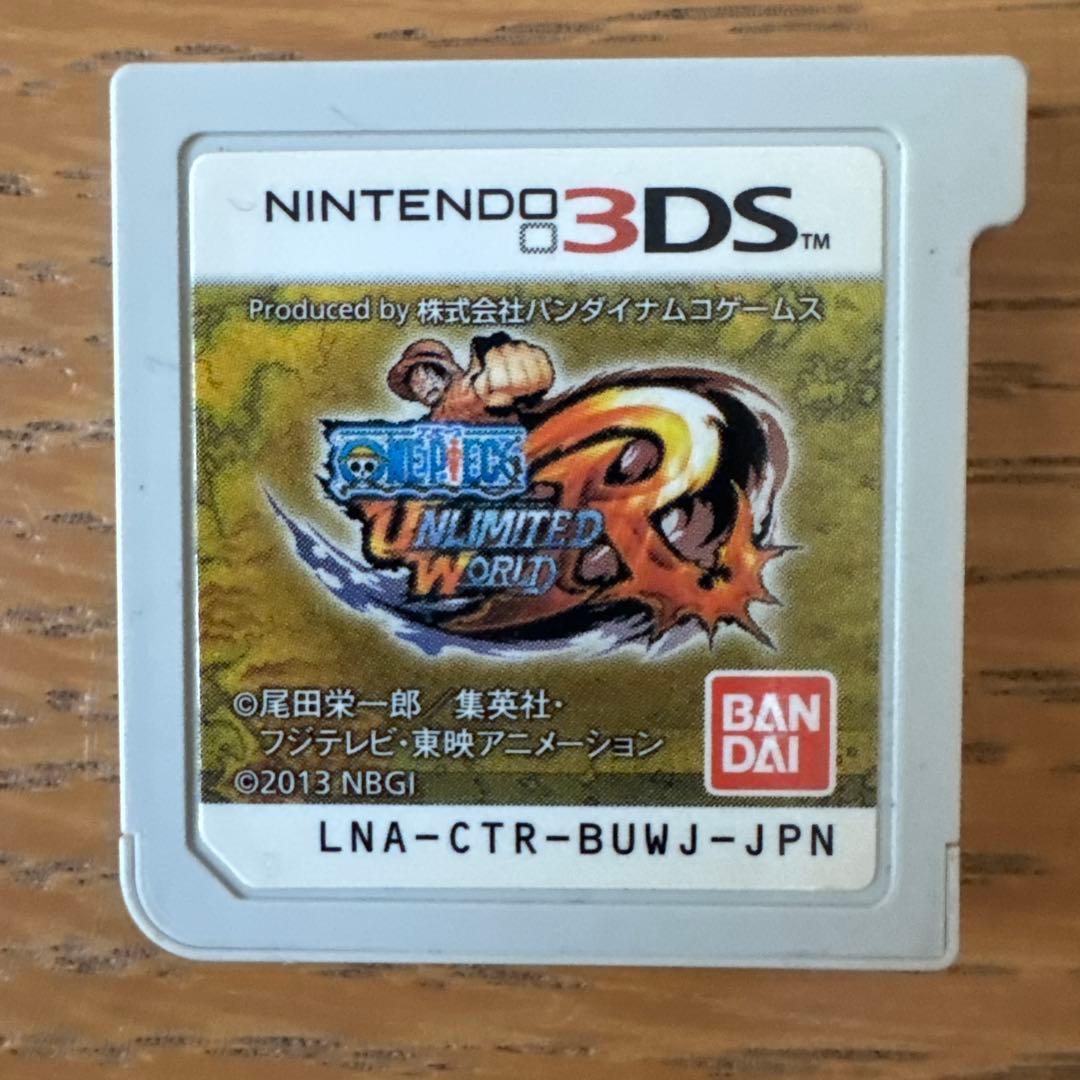 NINTENDO 3DS™
Produced by 株式会社バンダイナムコゲームス
ONE PIECE
UNLIMITED
WORLD R
©尾田栄一郎／集英社・
フジテレビ・東映アニメーション
©2013 NBGI
BAN
DAI
LNA-CTR-BUWJ-JPN